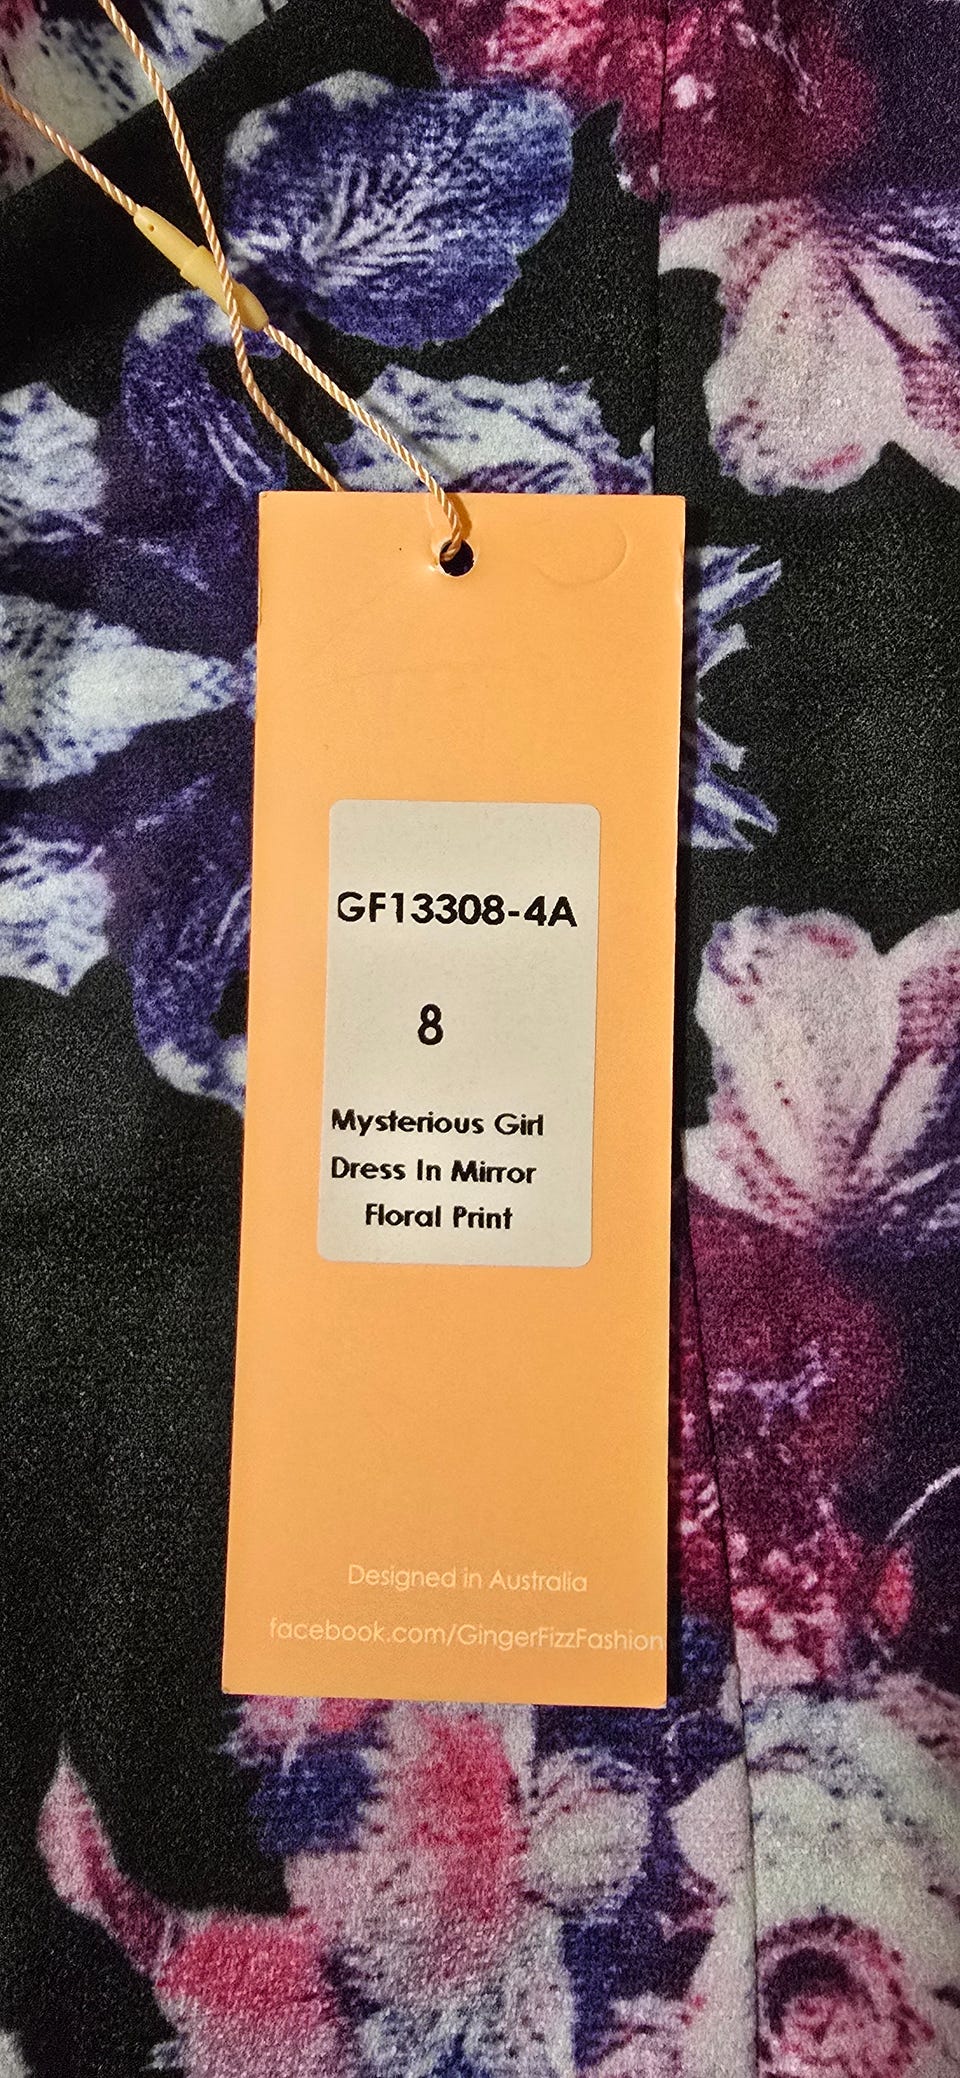 GF13308-4A
8
Mysterious Girl
Dress In Mirror
Floral Print
Designed in Australia
facebook.com/GingerFizzFashion